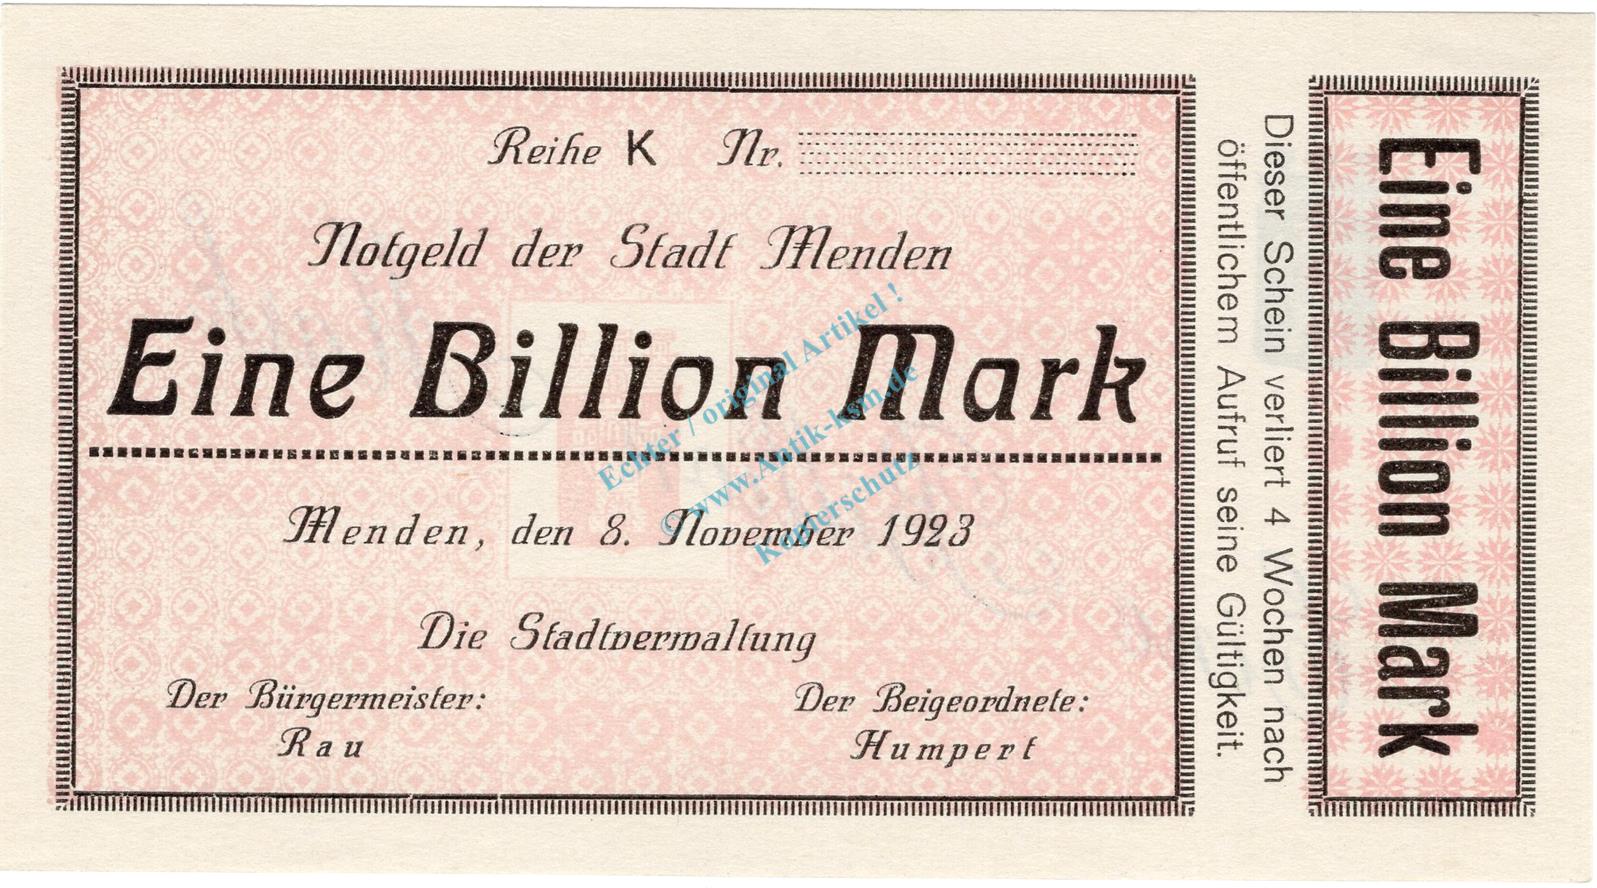 Reihe K Nr.
Notgeld der Stadt Menden
Eine Billion Mark
Menden, den 8. November 1923
Die Stadtverwaltung
Der Bürgermeister:
Rau
Der Beigeordnete:
Humpert
Dieser Schein verliert 4 Wochen nach
öffentlichem Aufruf seine Gültigkeit.
Eine Billion Mark
Echter / original Artikel !
© www.Antik-ksm.de
Kopierschutz